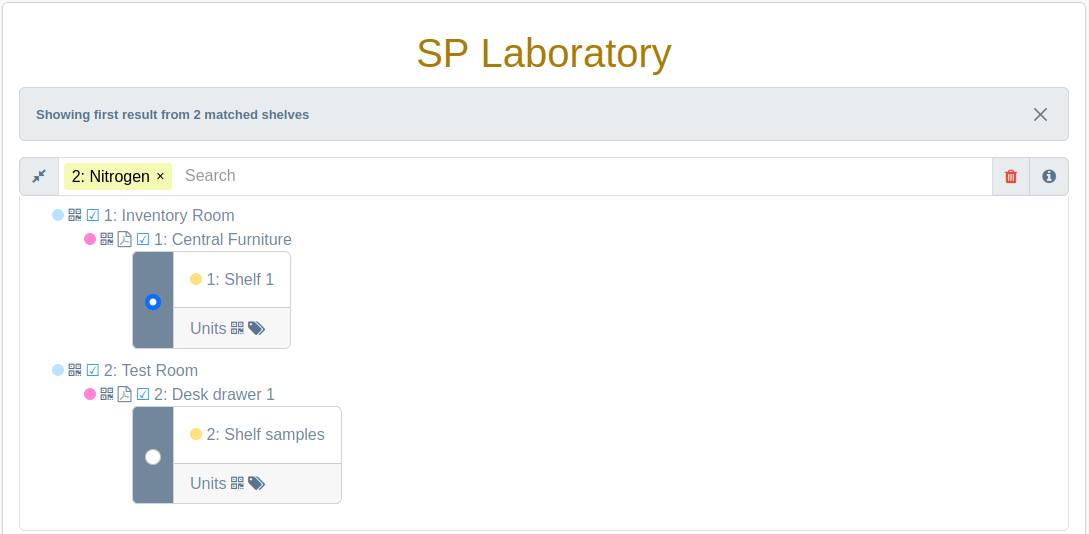 SP Laboratory
Showing first result from 2 matched shelves
2: Nitrogen × Search
1: Inventory Room
1: Central Furniture
1: Shelf 1
Units
2: Test Room
2: Desk drawer 1
2: Shelf samples
Units